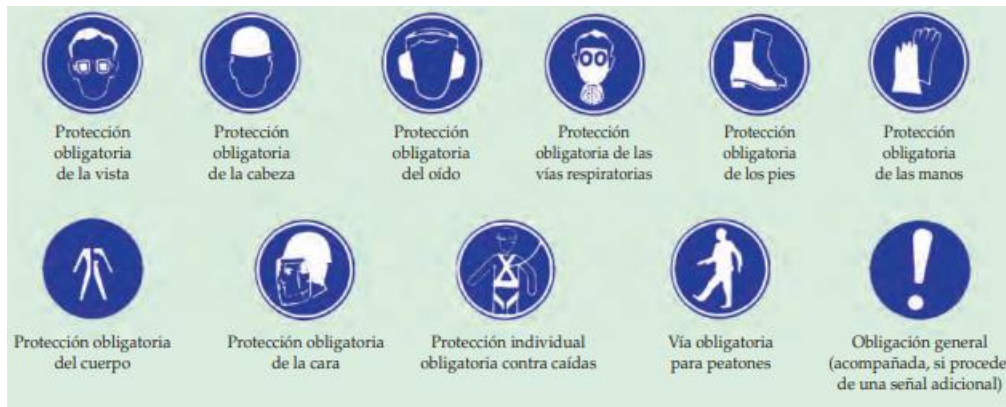 Protección
obligatoria
de la vista
Protección
obligatoria
de la cabeza
Protección
obligatoria
del oído
Protección
obligatoria de las
vías respiratorias
Protección
obligatoria
de los pies
Protección
obligatoria
de las manos
Protección obligatoria
del cuerpo
Protección obligatoria
de la cara
Protección individual
obligatoria contra caídas
Vía obligatoria
para peatones
Obligación general
(acompañada, si procede
de una señal adicional)